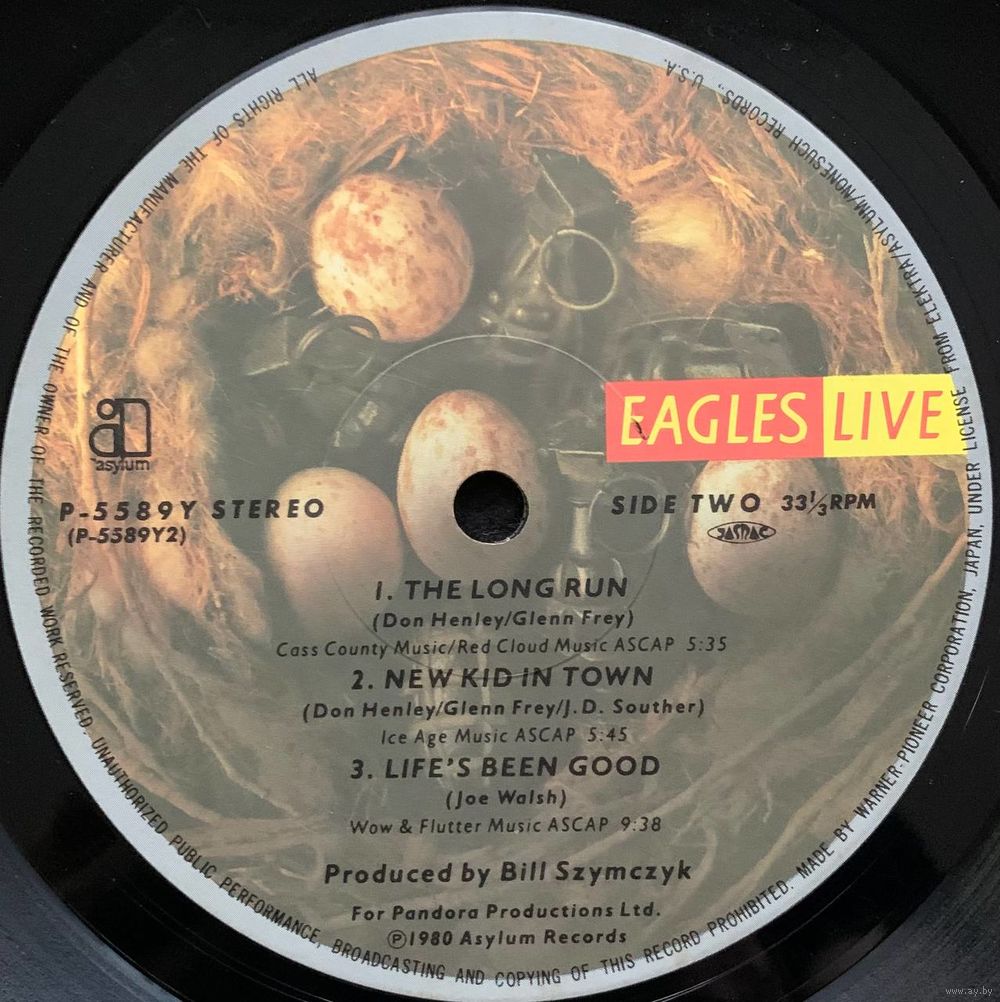 ALL RIGHTS OF THE MANUFACTURER AND OF THE OWNER OF THE RECORDED WORK RESERVED. UNAUTHORIZED PUBLIC PERFORMANCE, BROADCASTING AND COPYING OF THIS RECORD PROHIBITED. MADE BY WARNER-PIONEER CORPORATION, JAPAN, UNDER LICENSE FROM ELEKTRA/ASYLUM/NONESUCH RECORDS., U.S.A.
EAGLES LIVE
asylum
P-5589Y STEREO
(P-5589Y2)
SIDE TWO 33⅓RPM
JASRAC
1. THE LONG RUN
(Don Henley/Glenn Frey)
Cass County Music/Red Cloud Music ASCAP 5:35
2. NEW KID IN TOWN
(Don Henley/Glenn Frey/J.D. Souther)
Ice Age Music ASCAP 5:45
3. LIFE'S BEEN GOOD
(Joe Walsh)
Wow & Flutter Music ASCAP 9:38
Produced by Bill Szymczyk
For Pandora Productions Ltd.
Ⓟ1980 Asylum Records
www.ay.by